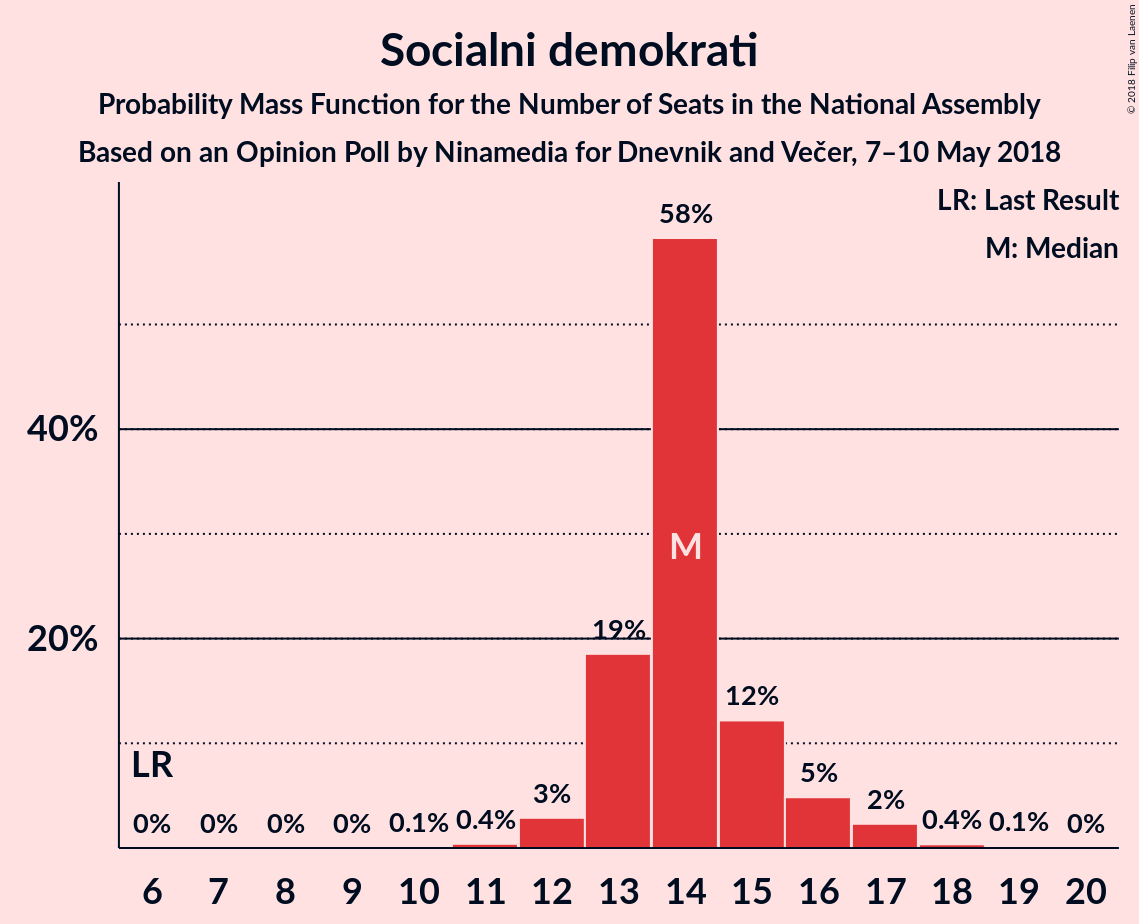 Socialni demokrati
Probability Mass Function for the Number of Seats in the National Assembly
Based on an Opinion Poll by Ninamedia for Dnevnik and Večer, 7–10 May 2018
© 2018 Filip van Laenen
LR: Last Result
M: Median
58%
40%
M
20%
19%
12%
LR
5%
3%
2%
0% 0% 0% 0% 0.1% 0.4% 0.4% 0.1% 0%
6 7 8 9 10 11 12 13 14 15 16 17 18 19 20